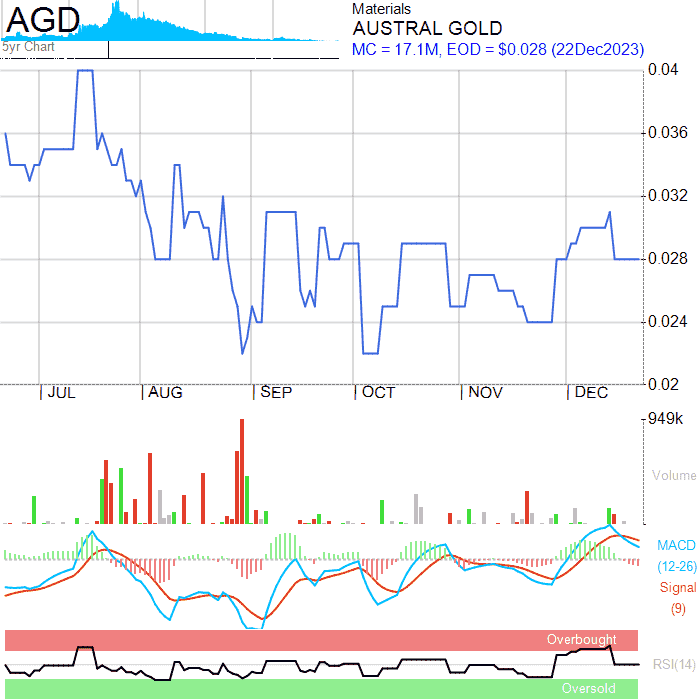 AGD
5yr Chart
Materials
AUSTRAL GOLD
MC = 17.1M, EOD = $0.028 (22Dec2023)
0.04
0.036
0.032
0.028
0.024
0.02
JUL AUG SEP OCT NOV DEC
949k
Volume
MACD
(12-26)
Signal
(9)
Overbought
RSI(14)
Oversold